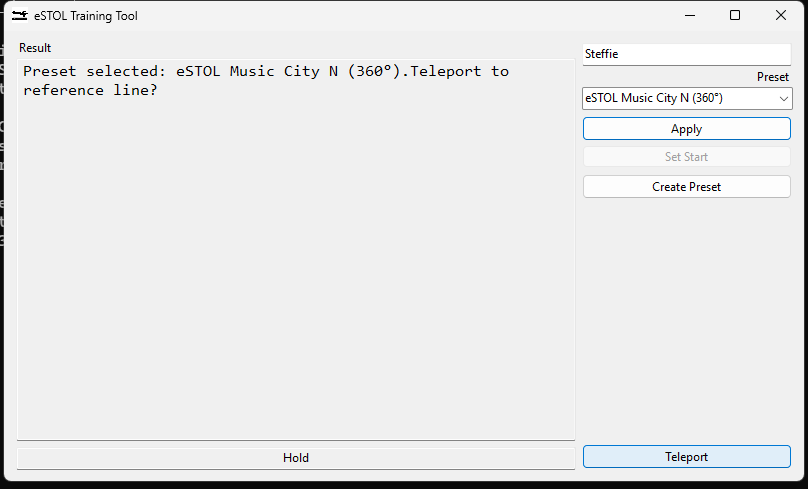 eSTOL Training Tool
Result
Preset selected: eSTOL Music City N (360°).Teleport to
reference line?
Hold
Steffie
Preset
eSTOL Music City N (360°)
Apply
Set Start
Create Preset
Teleport